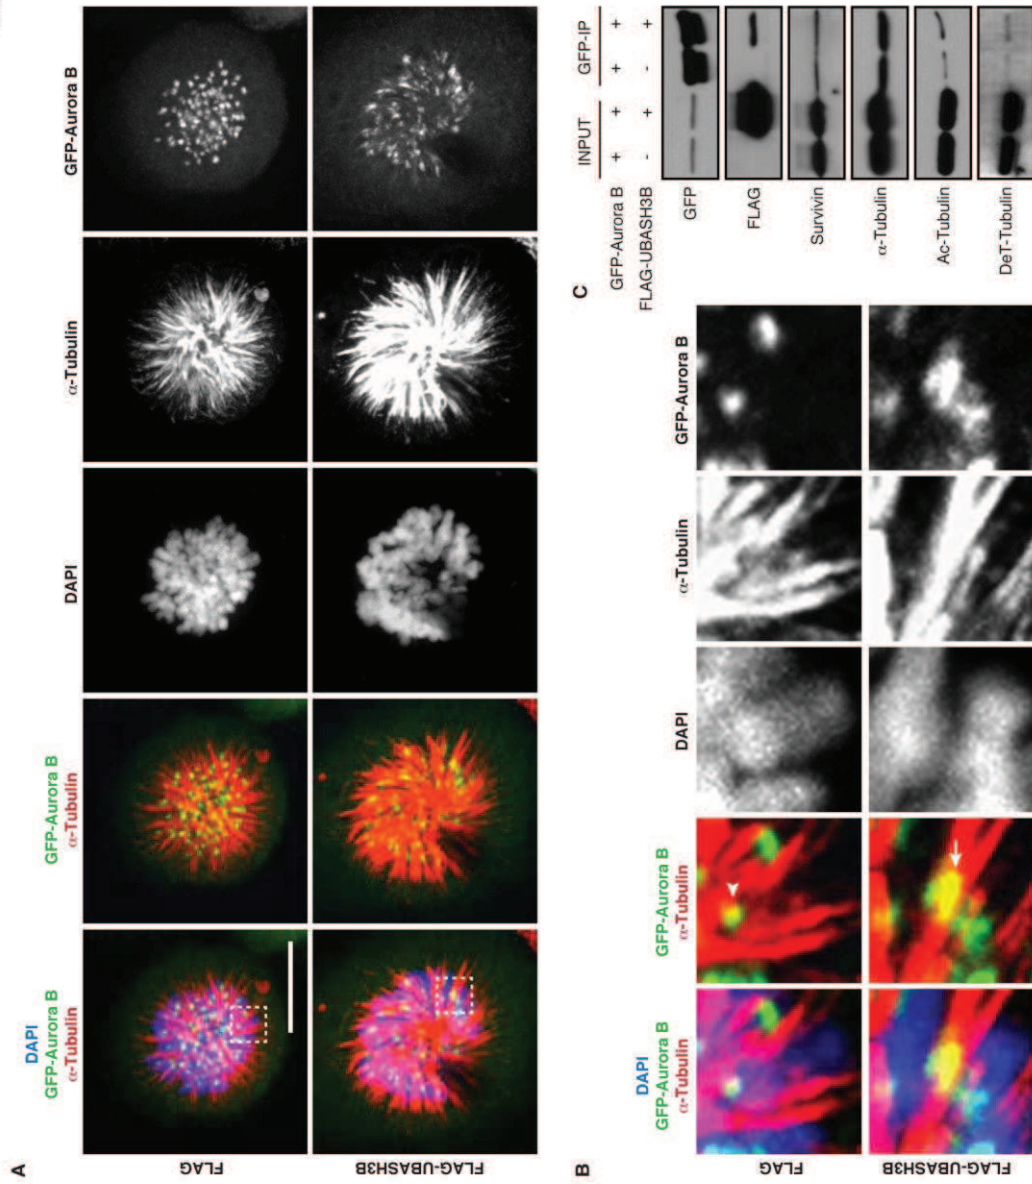 A
DAPI
GFP-Aurora B
α-Tubulin
GFP-Aurora B
α-Tubulin
DAPI
α-Tubulin
GFP-Aurora B
FLAG
FLAG-UBASH3B
B
DAPI
GFP-Aurora B
α-Tubulin
GFP-Aurora B
α-Tubulin
DAPI
α-Tubulin
GFP-Aurora B
FLAG
FLAG-UBASH3B
C
INPUT GFP-IP
GFP-Aurora B + + + +
FLAG-UBASH3B - + - +
GFP
FLAG
Survivin
α-Tubulin
Ac-Tubulin
DeT-Tubulin